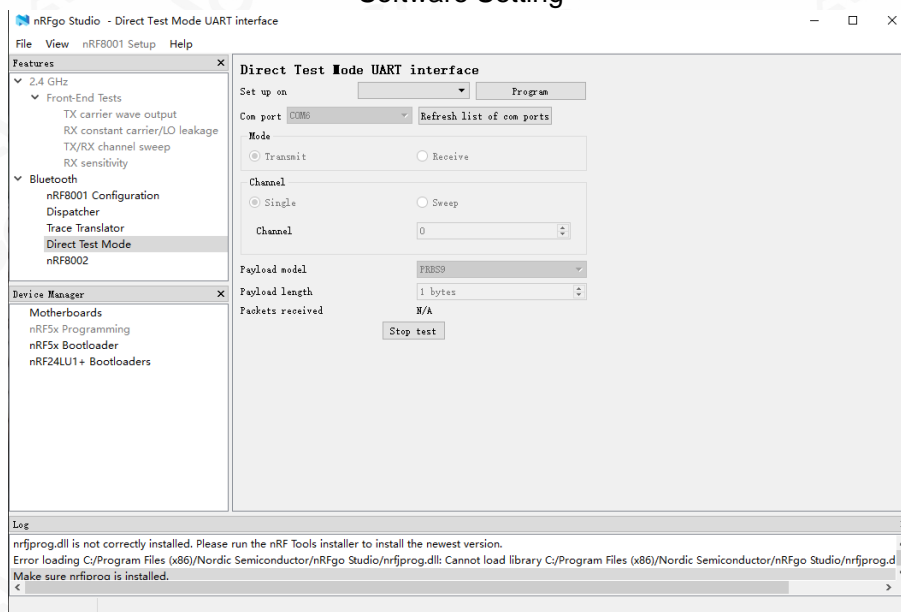 Software Setting
nRFgo Studio - Direct Test Mode UART interface
File View nRF8001 Setup Help
Features
2.4 GHz
Front-End Tests
TX carrier wave output
RX constant carrier/LO leakage
TX/RX channel sweep
RX sensitivity
Bluetooth
nRF8001 Configuration
Dispatcher
Trace Translator
Direct Test Mode
nRF8002
Device Manager
Motherboards
nRF5x Programming
nRF5x Bootloader
nRF24LU1+ Bootloaders
Direct Test Mode UART interface
Set up on Program
Com port COM6 Refresh list of com ports
Mode
Transmit Receive
Channel
Single Sweep
Channel 0
Payload model PRBS9
Payload length 1 bytes
Packets received N/A
Stop test
Log
nrfjprog.dll is not correctly installed. Please run the nRF Tools installer to install the newest version.
Error loading C:/Program Files (x86)/Nordic Semiconductor/nRFgo Studio/nrfjprog.dll: Cannot load library C:/Program Files (x86)/Nordic Semiconductor/nRFgo Studio/nrfjprog.d
Make sure nrfjprog is installed.